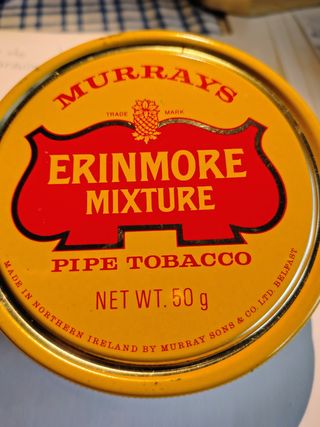 MURRAYS
TRADE MARK
ERINMORE
MIXTURE
PIPE TOBACCO
NET WT. 50 g
MADE IN NORTHERN IRELAND BY MURRAY SONS & CO. LTD. BELFAST